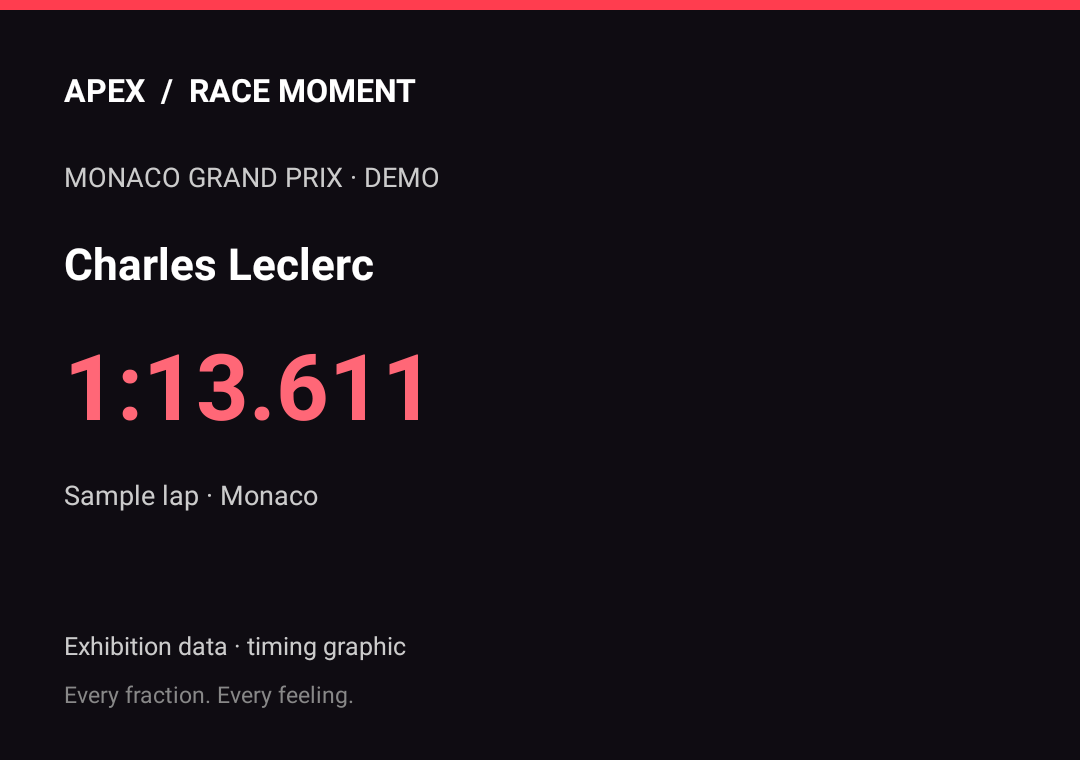 APEX / RACE MOMENT
MONACO GRAND PRIX · DEMO
Charles Leclerc
1:13.611
Sample lap · Monaco
Exhibition data · timing graphic
Every fraction. Every feeling.